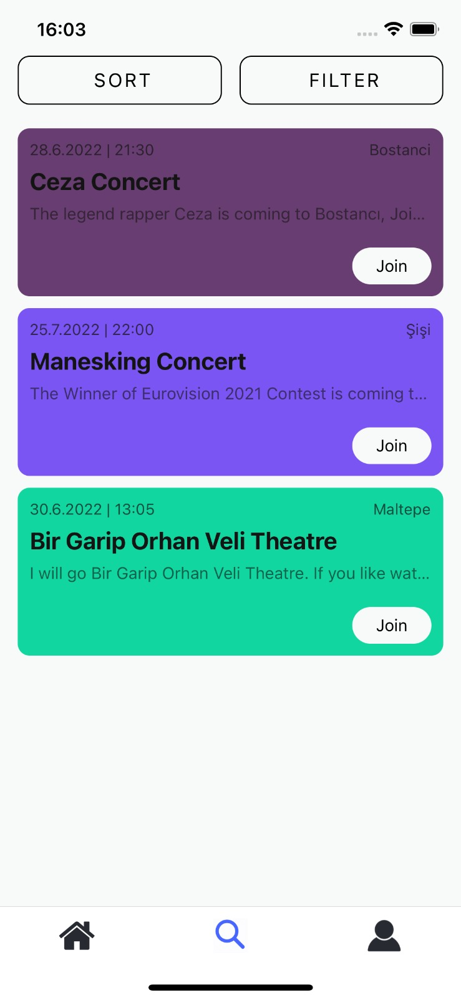 16:03
SORT
FILTER
28.6.2022 | 21:30
Bostanci
Ceza Concert
The legend rapper Ceza is coming to Bostancı, Joi...
Join
25.7.2022 | 22:00
Şişi
Manesking Concert
The Winner of Eurovision 2021 Contest is coming t...
Join
30.6.2022 | 13:05
Maltepe
Bir Garip Orhan Veli Theatre
I will go Bir Garip Orhan Veli Theatre. If you like wat...
Join